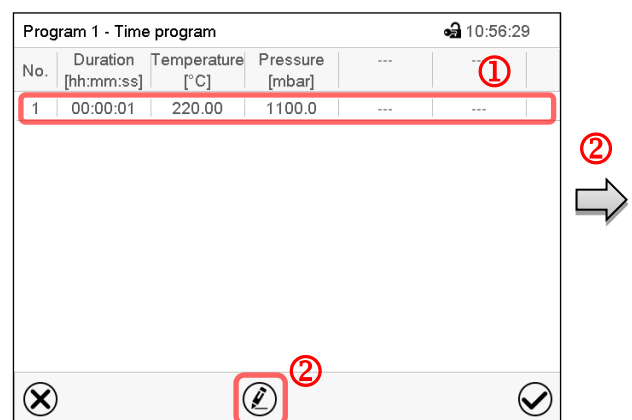 Program 1 - Time program 10:56:29
No. Duration [hh:mm:ss] Temperature [°C] Pressure [mbar] --- ---
①
1 00:00:01 220.00 1100.0 --- ---
②
②